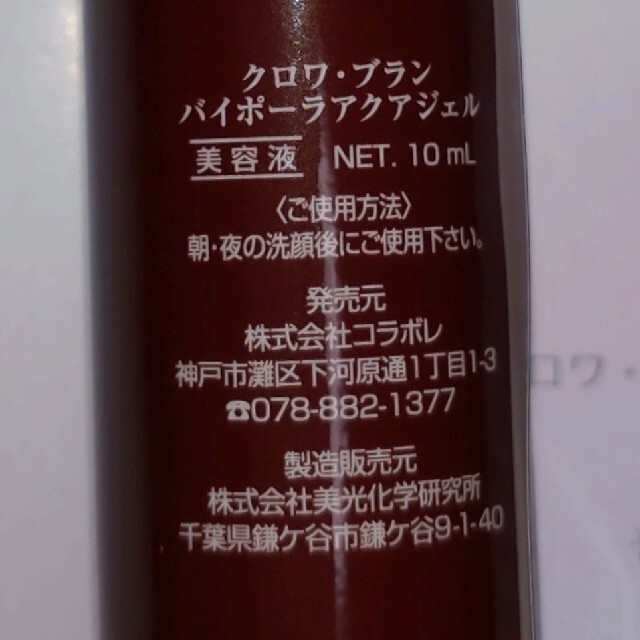 クロワ・ブラン
バイポーラアクアジェル
美容液 NET. 10 mL
〈ご使用方法〉
朝・夜の洗顔後にご使用下さい。
発売元
株式会社コラボレ
神戸市灘区下河原通1丁目1-3
☎078-882-1377
製造販売元
株式会社美光化学研究所
千葉県鎌ケ谷市鎌ケ谷9-1-40
ロワ・